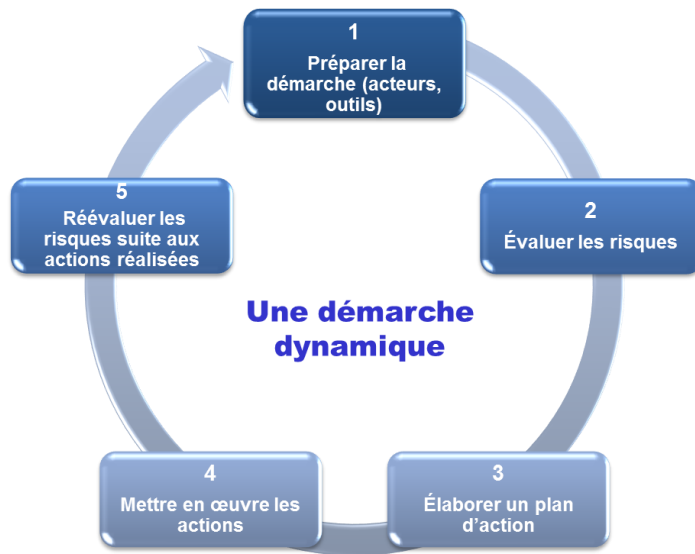 1
Préparer la
démarche (acteurs,
outils)
2
Évaluer les risques
3
Élaborer un plan
d’action
4
Mettre en œuvre les
actions
5
Réévaluer les
risques suite aux
actions réalisées
Une démarche
dynamique